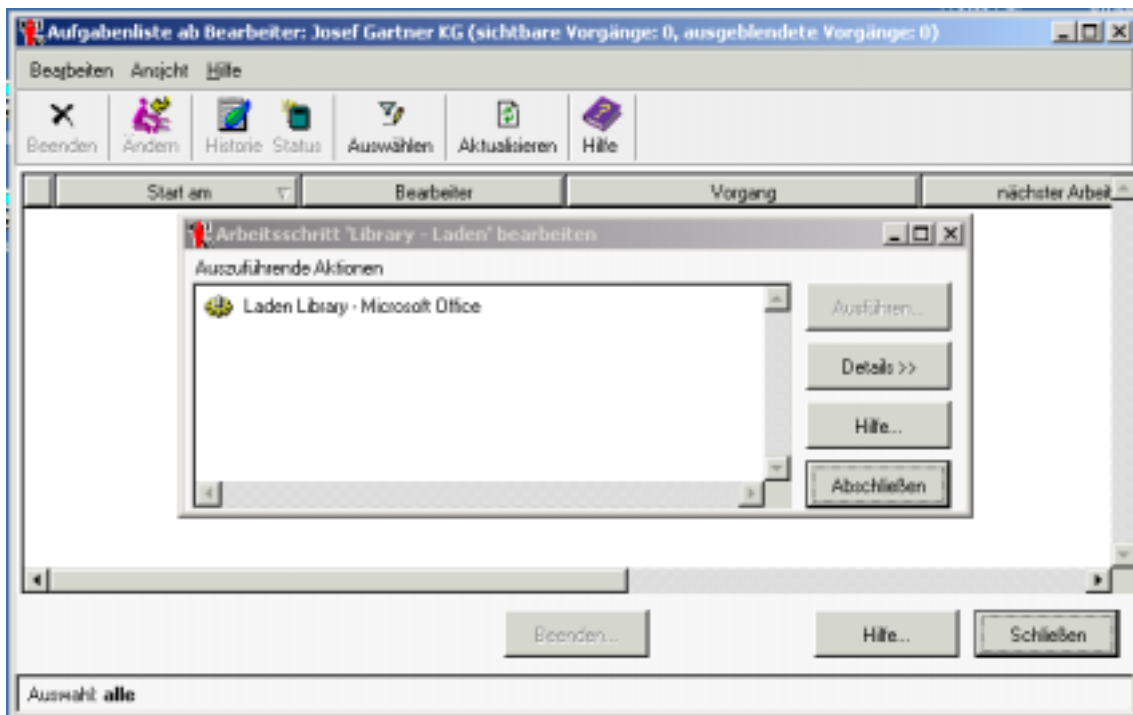 Aufgabenliste ab Bearbeiter: Josef Gartner KG (sichtbare Vorgänge: 0, ausgeblendete Vorgänge: 0)
Bearbeiten Ansicht Hilfe
Beenden Ändern Historie Status Auswählen Aktualisieren Hilfe
Start am Bearbeiter Vorgang nächster Arbeit
Arbeitsschritt 'Library - Laden' bearbeiten
Auszuführende Aktionen
Laden Library - Microsoft Office
Ausführen...
Details >>
Hilfe...
Abschließen
Beenden... Hilfe... Schließen
Auswahl: alle